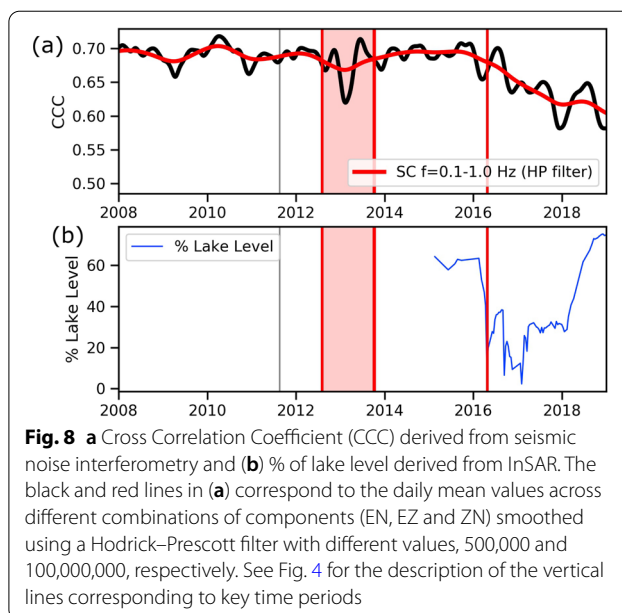 (a)
0.70
0.65
0.60
0.55
0.50
CCC
SC f=0.1-1.0 Hz (HP filter)
2008 2010 2012 2014 2016 2018
(b)
% Lake Level
60
40
20
0
% Lake Level
2008 2010 2012 2014 2016 2018
Fig. 8 a Cross Correlation Coefficient (CCC) derived from seismic
noise interferometry and (b) % of lake level derived from InSAR. The
black and red lines in (a) correspond to the daily mean values across
different combinations of components (EN, EZ and ZN) smoothed
using a Hodrick–Prescott filter with different values, 500,000 and
100,000,000, respectively. See Fig. 4 for the description of the vertical
lines corresponding to key time periods